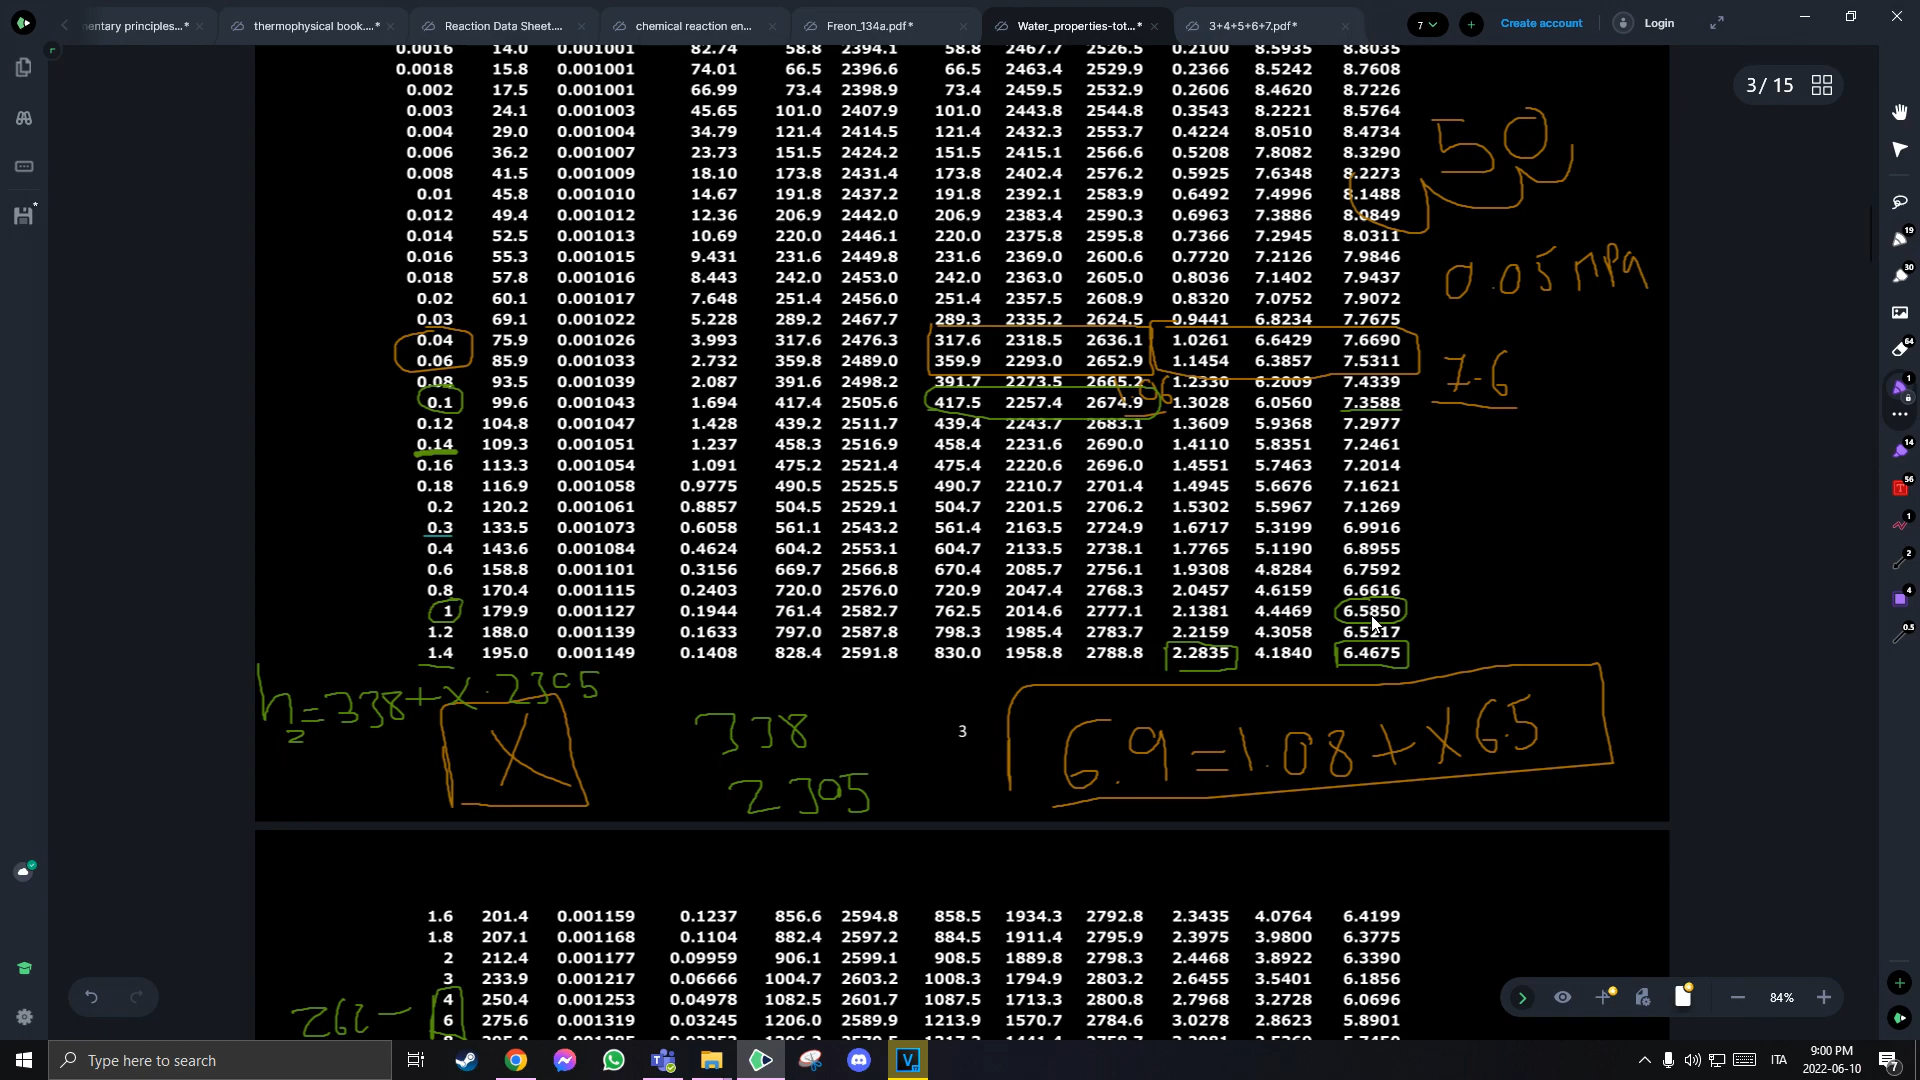 entary principles...*
thermophysical book....*
Reaction Data Sheet....
chemical reaction en...
Freon_134a.pdf*
Water_properties-tot...*
3+4+5+6+7.pdf*
7
Create account
Login
3/ 15
0.0016 14.0 0.001001 82.74 58.8 2394.1 58.8 2467.7 2526.5 0.2100 8.5935 8.8035
0.0018 15.8 0.001001 74.01 66.5 2396.6 66.5 2463.4 2529.9 0.2366 8.5242 8.7608
0.002 17.5 0.001001 66.99 73.4 2398.9 73.4 2459.5 2532.9 0.2606 8.4620 8.7226
0.003 24.1 0.001003 45.65 101.0 2407.9 101.0 2443.8 2544.8 0.3543 8.2221 8.5764
0.004 29.0 0.001004 34.79 121.4 2414.5 121.4 2432.3 2553.7 0.4224 8.0510 8.4734
0.006 36.2 0.001007 23.73 151.5 2424.2 151.5 2415.1 2566.6 0.5208 7.8082 8.3290
0.008 41.5 0.001009 18.10 173.8 2431.4 173.8 2402.4 2576.2 0.5925 7.6348 8.2273
0.01 45.8 0.001010 14.67 191.8 2437.2 191.8 2392.1 2583.9 0.6492 7.4996 8.1488
0.012 49.4 0.001012 12.36 206.9 2442.0 206.9 2383.4 2590.3 0.6963 7.3886 8.0849
0.014 52.5 0.001013 10.69 220.0 2446.1 220.0 2375.8 2595.8 0.7366 7.2945 8.0311
0.016 55.3 0.001015 9.431 231.6 2449.8 231.6 2369.0 2600.6 0.7720 7.2126 7.9846
0.018 57.8 0.001016 8.443 242.0 2453.0 242.0 2363.0 2605.0 0.8036 7.1402 7.9437
0.02 60.1 0.001017 7.648 251.4 2456.0 251.4 2357.5 2608.9 0.8320 7.0752 7.9072
0.03 69.1 0.001022 5.228 289.2 2467.7 289.3 2335.2 2624.5 0.9441 6.8234 7.7675
0.04 75.9 0.001026 3.993 317.6 2476.3 317.6 2318.5 2636.1 1.0261 6.6429 7.6690
0.06 85.9 0.001033 2.732 359.8 2489.0 359.9 2293.0 2652.9 1.1454 6.3857 7.5311
0.08 93.5 0.001039 2.087 391.6 2498.2 391.7 2273.5 2665.2 1.2330 6.2009 7.4339
0.1 99.6 0.001043 1.694 417.4 2505.6 417.5 2257.4 2674.9 1.3028 6.0560 7.3588
0.12 104.8 0.001047 1.428 439.2 2511.7 439.4 2243.7 2683.1 1.3609 5.9368 7.2977
0.14 109.3 0.001051 1.237 458.3 2516.9 458.4 2231.6 2690.0 1.4110 5.8351 7.2461
0.16 113.3 0.001054 1.091 475.2 2521.4 475.4 2220.6 2696.0 1.4551 5.7463 7.2014
0.18 116.9 0.001058 0.9775 490.5 2525.5 490.7 2210.7 2701.4 1.4945 5.6676 7.1621
0.2 120.2 0.001061 0.8857 504.5 2529.1 504.7 2201.5 2706.2 1.5302 5.5967 7.1269
0.3 133.5 0.001073 0.6058 561.1 2543.2 561.4 2163.5 2724.9 1.6717 5.3199 6.9916
0.4 143.6 0.001084 0.4624 604.2 2553.1 604.7 2133.5 2738.1 1.7765 5.1190 6.8955
0.6 158.8 0.001101 0.3156 669.7 2566.8 670.4 2085.7 2756.1 1.9308 4.8284 6.7592
0.8 170.4 0.001115 0.2403 720.0 2576.0 720.9 2047.4 2768.3 2.0457 4.6159 6.6616
1 179.9 0.001127 0.1944 761.4 2582.7 762.5 2014.6 2777.1 2.1381 4.4469 6.5850
1.2 188.0 0.001139 0.1633 797.0 2587.8 798.3 1985.4 2783.7 2.2159 4.3058 6.5217
1.4 195.0 0.001149 0.1408 828.4 2591.8 830.0 1958.8 2788.8 2.2835 4.1840 6.4675
50
0.05 MPa
7.6
1.06
h2=338+x.2305
X
338
2305
3
6.9=1.08+X6.5
1.6 201.4 0.001159 0.1237 856.6 2594.8 858.5 1934.3 2792.8 2.3435 4.0764 6.4199
1.8 207.1 0.001168 0.1104 882.4 2597.2 884.5 1911.4 2795.9 2.3975 3.9800 6.3775
2 212.4 0.001177 0.09959 906.1 2599.1 908.5 1889.8 2798.3 2.4468 3.8922 6.3390
3 233.9 0.001217 0.06666 1004.7 2603.2 1008.3 1794.9 2803.2 2.6455 3.5401 6.1856
4 250.4 0.001253 0.04978 1082.5 2601.7 1087.5 1713.3 2800.8 2.7968 3.2728 6.0696
6 275.6 0.001319 0.03245 1206.0 2589.9 1213.9 1570.7 2784.6 3.0278 2.8623 5.8901
19
30
64
1
14
56
1
2
4
0.5
84%
Type here to search
ITA
9:00 PM
2022-06-10
7